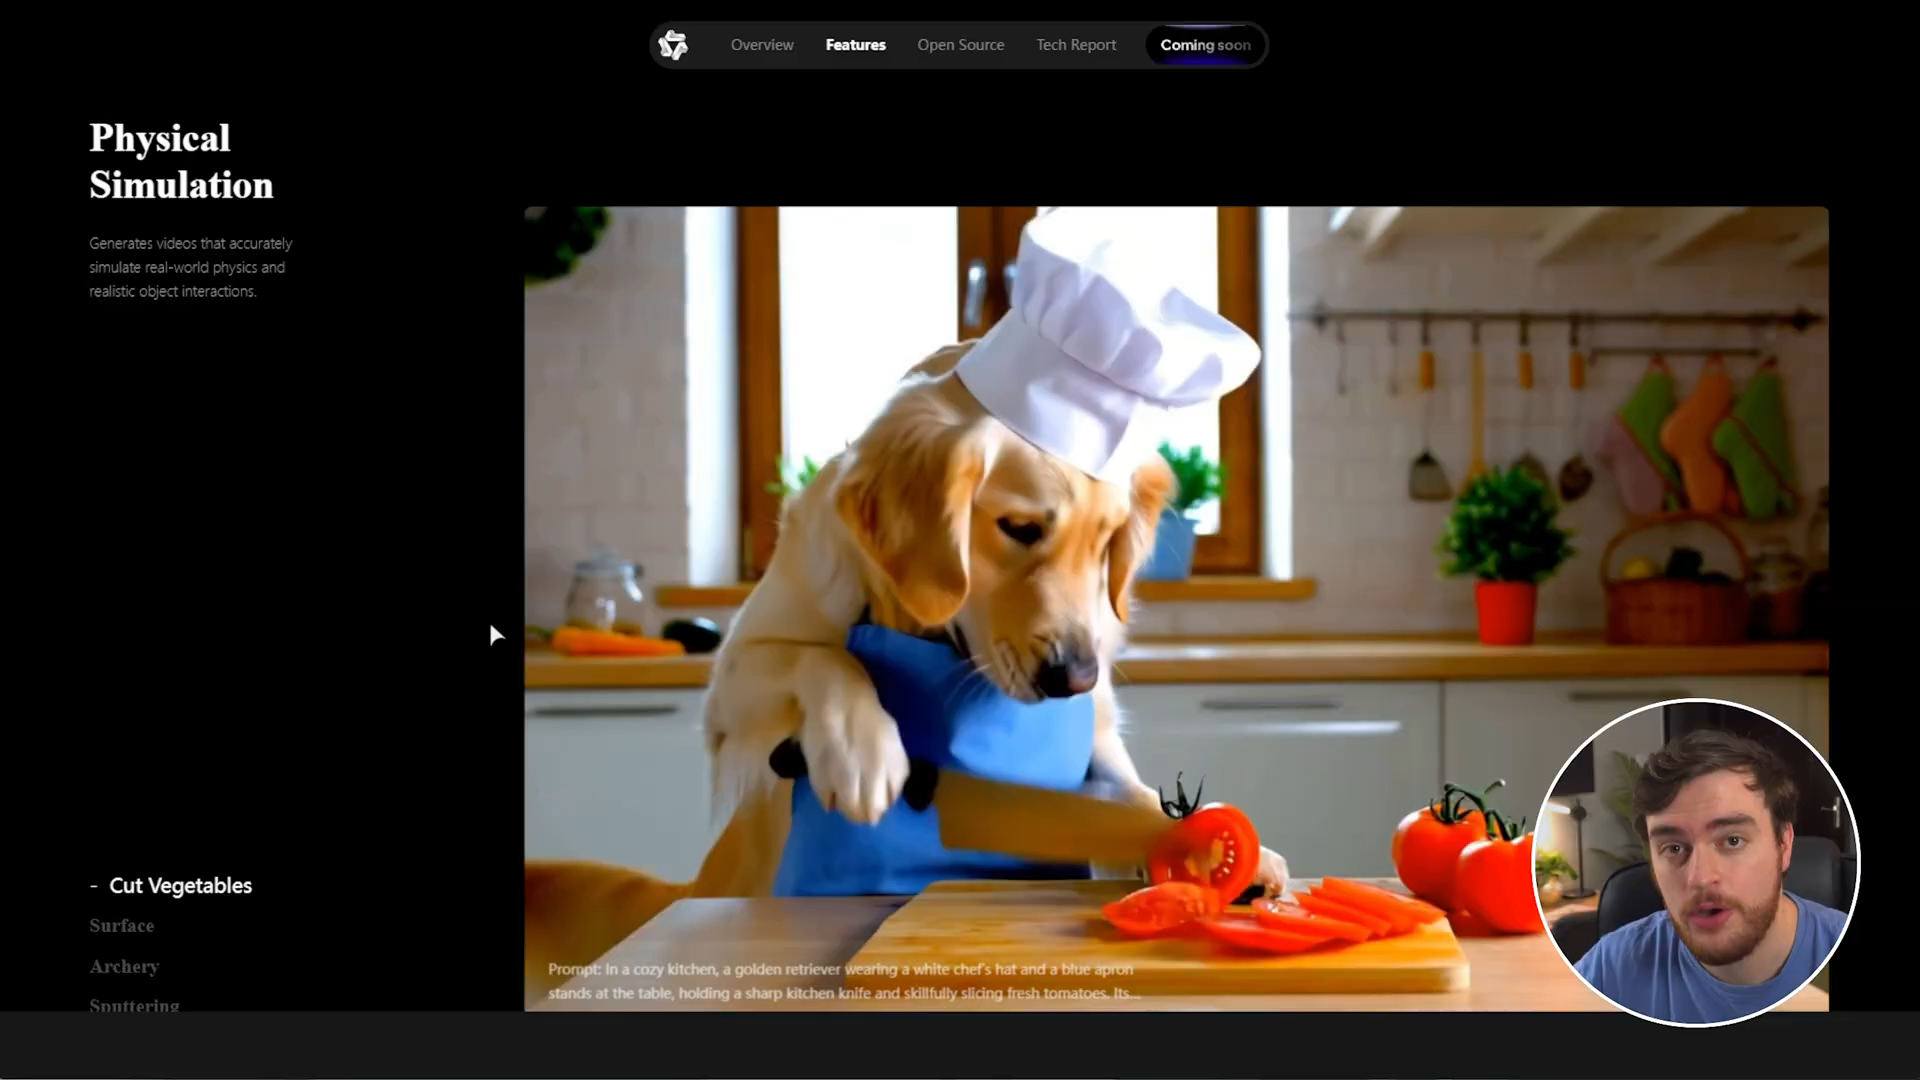 Overview
Features
Open Source
Tech Report
Coming soon
Physical
Simulation
Generates videos that accurately
simulate real-world physics and
realistic object interactions.
- Cut Vegetables
Surface
Archery
Sputtering
Prompt: In a cozy kitchen, a golden retriever wearing a white chef's hat and a blue apron
stands at the table, holding a sharp kitchen knife and skillfully slicing fresh tomatoes. Its...